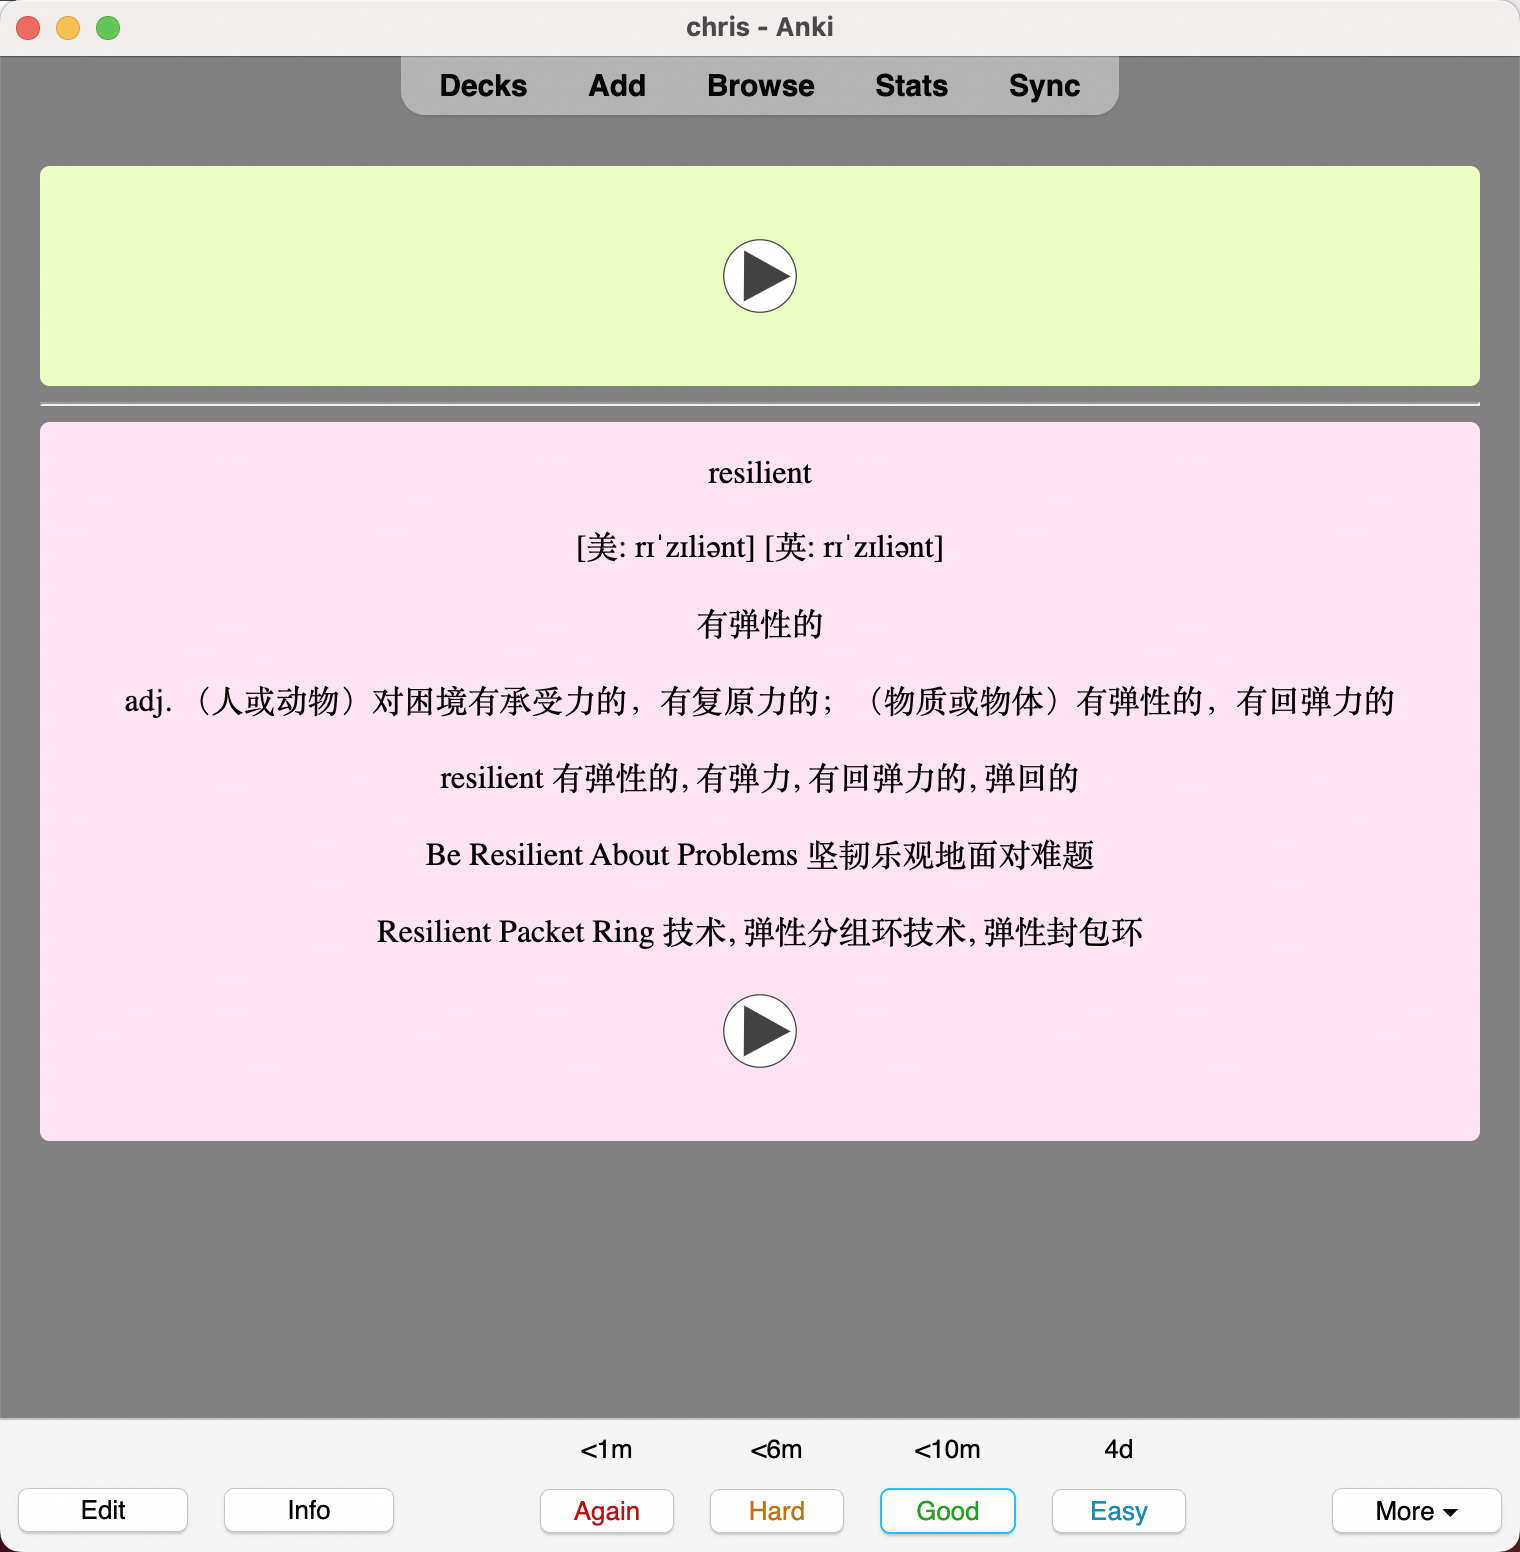 chris - Anki
Decks Add Browse Stats Sync
resilient
[美: rɪˈzɪliənt] [英: rɪˈzɪliənt]
有弹性的
adj. （人或动物）对困境有承受力的，有复原力的；（物质或物体）有弹性的，有回弹力的
resilient 有弹性的, 有弹力, 有回弹力的, 弹回的
Be Resilient About Problems 坚韧乐观地面对难题
Resilient Packet Ring 技术, 弹性分组环技术, 弹性封包环
<1m <6m <10m 4d
Edit Info Again Hard Good Easy More